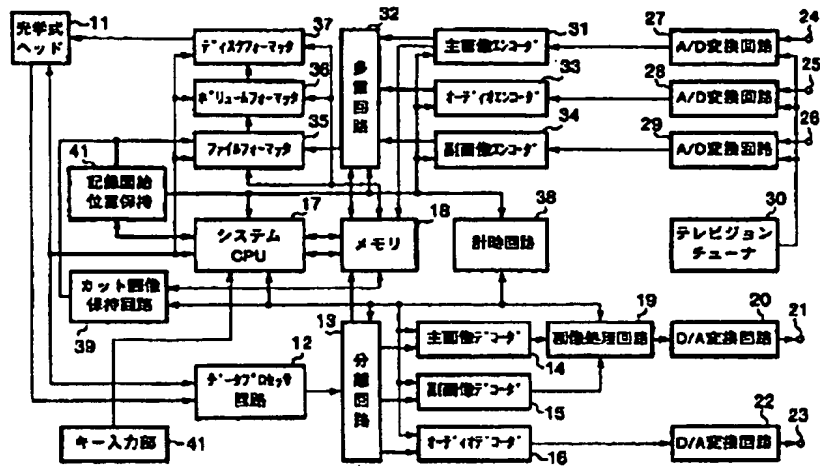 光学式
ヘッド
11
ディスクフォーマッタ
37
ボリュームフォーマッタ
36
ファイルフォーマッタ
35
多重回路
32
主画像エンコーダ
31
オーディオエンコーダ
33
副画像エンコーダ
34
A/D変換回路
27
24
A/D変換回路
28
25
A/D変換回路
29
26
41
記録開始
位置保持
システム
CPU
17
メモリ
18
計時回路
38
テレビジョン
チューナ
30
カット画像
保持回路
39
データプロセッサ
回路
12
分離回路
13
主画像デコーダ
14
副画像デコーダ
15
オーディオデコーダ
16
画像処理回路
19
D/A変換回路
20
21
D/A変換回路
22
23
キー入力部
41